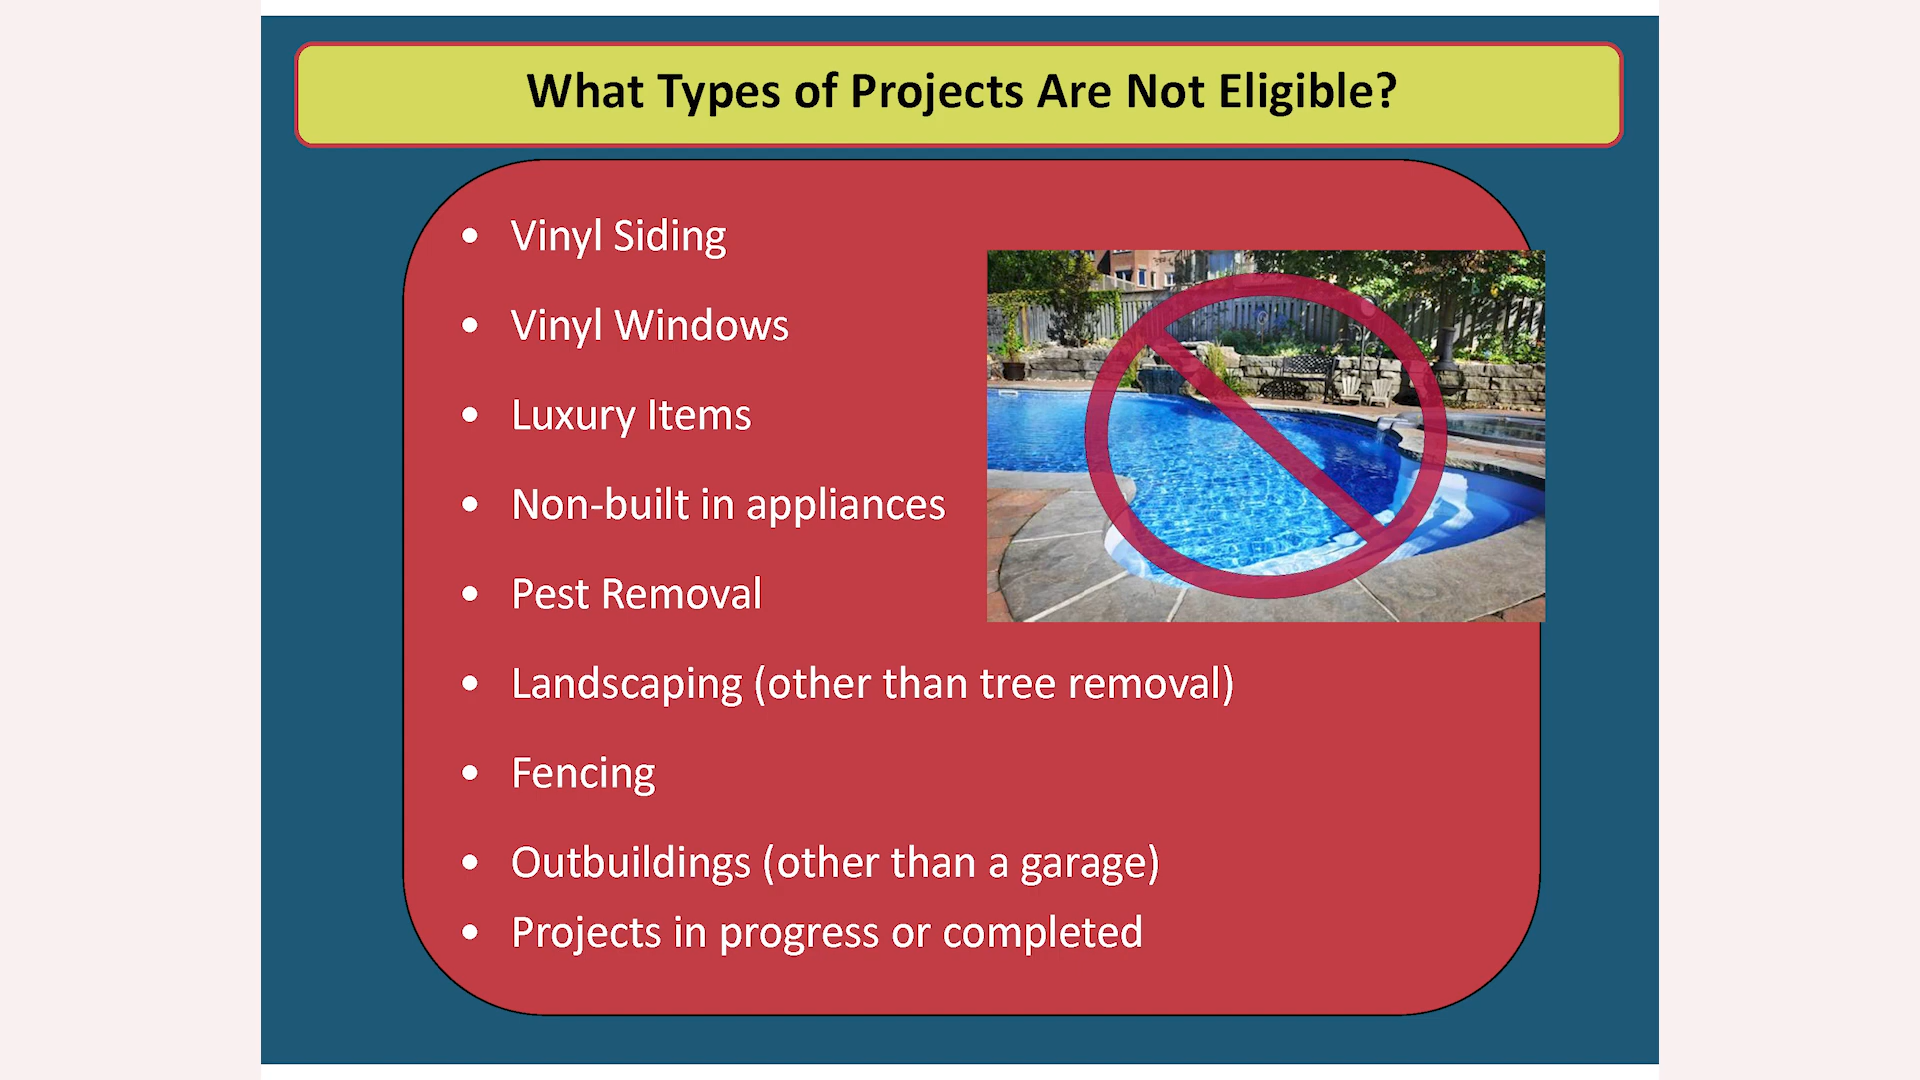 What Types of Projects Are Not Eligible?
• Vinyl Siding
• Vinyl Windows
• Luxury Items
• Non-built in appliances
• Pest Removal
• Landscaping (other than tree removal)
• Fencing
• Outbuildings (other than a garage)
• Projects in progress or completed